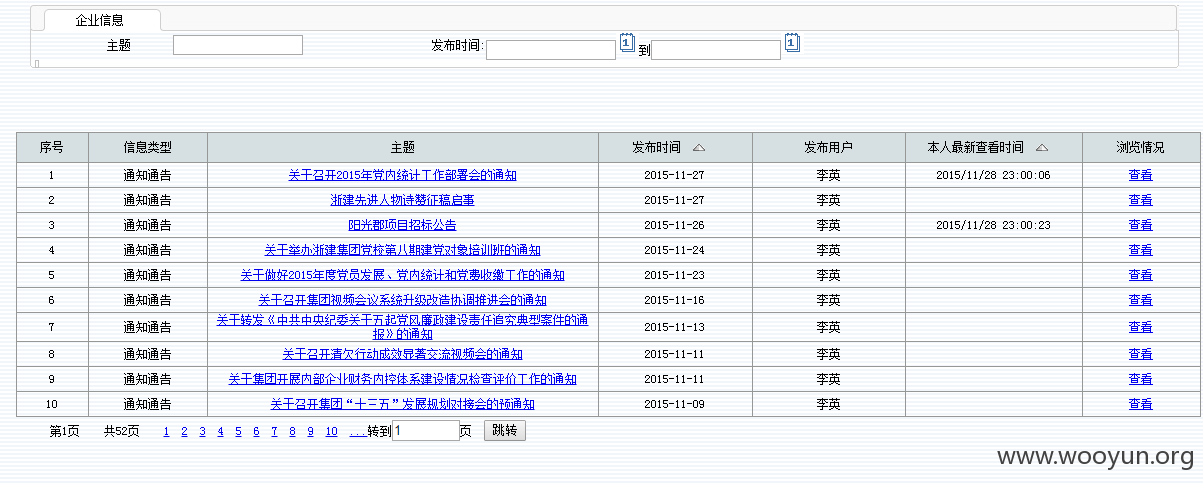 企业信息
主题 发布时间: 1 到 1
序号 信息类型 主题 发布时间 发布用户 本人最新查看时间 浏览情况
1 通知通告 关于召开2015年党内统计工作部署会的通知 2015-11-27 李英 2015/11/28 23:00:06 查看
2 通知通告 浙建先进人物诗赞征稿启事 2015-11-27 李英 查看
3 通知通告 阳光郡项目招标公告 2015-11-26 李英 2015/11/28 23:00:23 查看
4 通知通告 关于举办浙建集团党校第八期建党对象培训班的通知 2015-11-24 李英 查看
5 通知通告 关于做好2015年度党员发展、党内统计和党费收缴工作的通知 2015-11-23 李英 查看
6 通知通告 关于召开集团视频会议系统升级改造协调推进会的通知 2015-11-16 李英 查看
7 通知通告 关于转发《中共中央纪委关于五起党风廉政建设责任追究典型案件的通 2015-11-13 李英 查看
报》的通知
8 通知通告 关于召开清欠行动成效显著交流视频会的通知 2015-11-11 李英 查看
9 通知通告 关于集团开展内部企业财务内控体系建设情况检查评价工作的通知 2015-11-11 李英 查看
10 通知通告 关于召开集团“十三五”发展规划对接会的预通知 2015-11-09 李英 查看
第1页 共52页 1 2 3 4 5 6 7 8 9 10 ...转到1页 跳转
www.wooyun.org